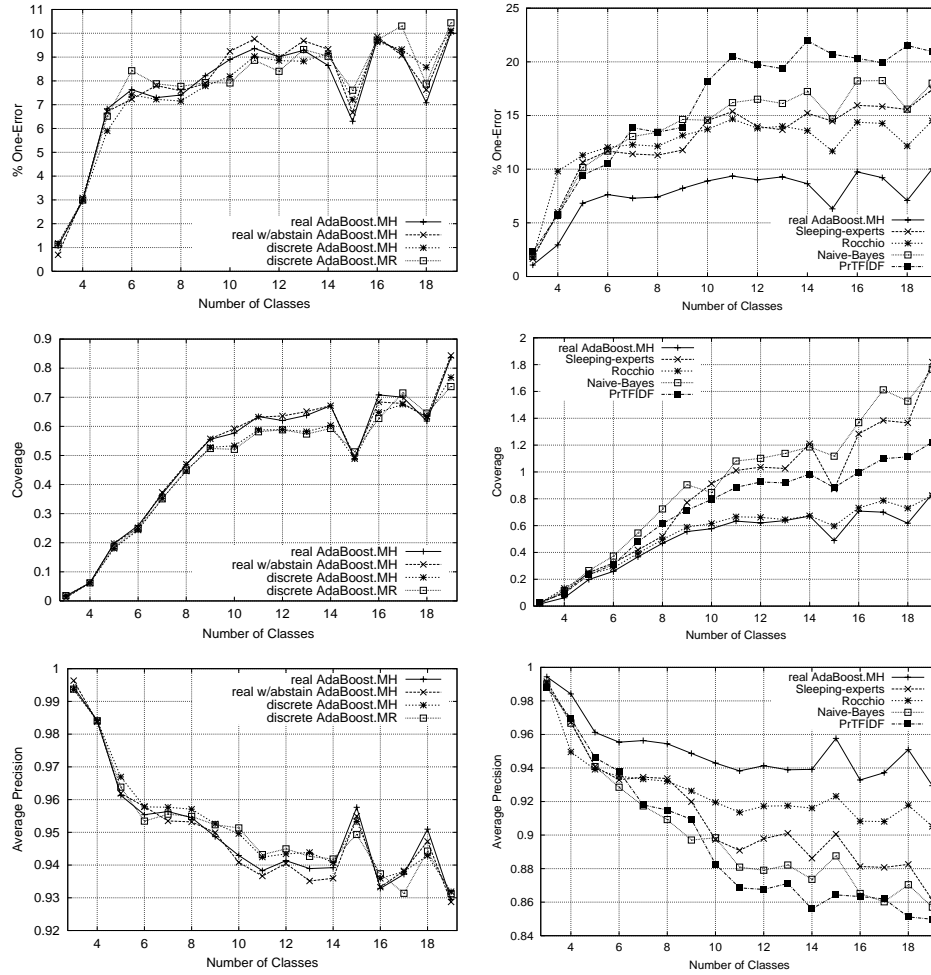 11
10
9
8
7
6
5
4
3
2
1
0
% One-Error
4 6 8 10 12 14 16 18
Number of Classes
real AdaBoost.MH
real w/abstain AdaBoost.MH
discrete AdaBoost.MH
discrete AdaBoost.MR
25
20
15
10
5
0
% One-Error
4 6 8 10 12 14 16 18
Number of Classes
real AdaBoost.MH
Sleeping-experts
Rocchio
Naive-Bayes
PrTFIDF
0.9
0.8
0.7
0.6
0.5
0.4
0.3
0.2
0.1
0
Coverage
4 6 8 10 12 14 16 18
Number of Classes
real AdaBoost.MH
real w/abstain AdaBoost.MH
discrete AdaBoost.MH
discrete AdaBoost.MR
2
1.8
1.6
1.4
1.2
1
0.8
0.6
0.4
0.2
0
Coverage
4 6 8 10 12 14 16 18
Number of Classes
real AdaBoost.MH
Sleeping-experts
Rocchio
Naive-Bayes
PrTFIDF
1
0.99
0.98
0.97
0.96
0.95
0.94
0.93
0.92
Average Precision
4 6 8 10 12 14 16 18
Number of Classes
real AdaBoost.MH
real w/abstain AdaBoost.MH
discrete AdaBoost.MH
discrete AdaBoost.MR
1
0.98
0.96
0.94
0.92
0.9
0.88
0.86
0.84
Average Precision
4 6 8 10 12 14 16 18
Number of Classes
real AdaBoost.MH
Sleeping-experts
Rocchio
Naive-Bayes
PrTFIDF